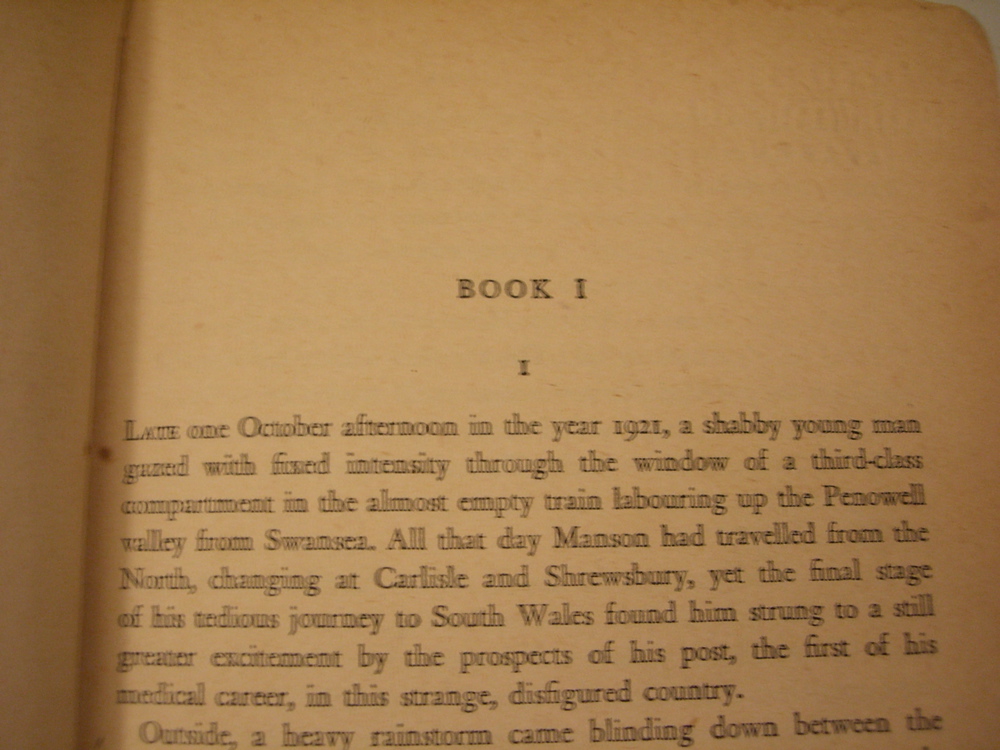 BOOK I
I
LATE one October afternoon in the year 1921, a shabby young man
gazed with fixed intensity through the window of a third-class
compartment in the almost empty train labouring up the Penowell
valley from Swansea. All that day Manson had travelled from the
North, changing at Carlisle and Shrewsbury, yet the final stage
of his tedious journey to South Wales found him strung to a still
greater excitement by the prospects of his post, the first of his
medical career, in this strange, disfigured country.
Outside, a heavy rainstorm came blinding down between the